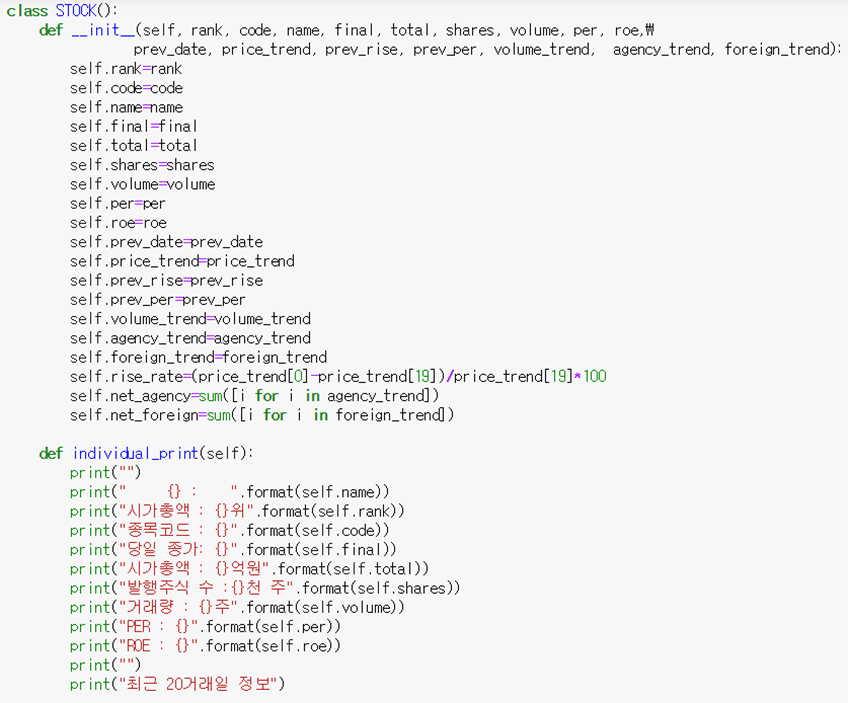 class STOCK():
    def __init__(self, rank, code, name, final, total, shares, volume, per, roe,₩
                prev_date, price_trend, prev_rise, prev_per, volume_trend,  agency_trend, foreign_trend):
        self.rank=rank
        self.code=code
        self.name=name
        self.final=final
        self.total=total
        self.shares=shares
        self.volume=volume
        self.per=per
        self.roe=roe
        self.prev_date=prev_date
        self.price_trend=price_trend
        self.prev_rise=prev_rise
        self.prev_per=prev_per
        self.volume_trend=volume_trend
        self.agency_trend=agency_trend
        self.foreign_trend=foreign_trend
        self.rise_rate=(price_trend[0]-price_trend[19])/price_trend[19]*100
        self.net_agency=sum([i for i in agency_trend])
        self.net_foreign=sum([i for i in foreign_trend])

    def individual_print(self):
        print("")
        print("     {} :    ".format(self.name))
        print("시가총액 : {}위".format(self.rank))
        print("종목코드 : {}".format(self.code))
        print("당일 종가: {}".format(self.final))
        print("시가총액 : {}억원".format(self.total))
        print("발행주식 수 :{}천 주".format(self.shares))
        print("거래량 : {}주".format(self.volume))
        print("PER : {}".format(self.per))
        print("ROE : {}".format(self.roe))
        print("")
        print("최근 20거래일 정보")